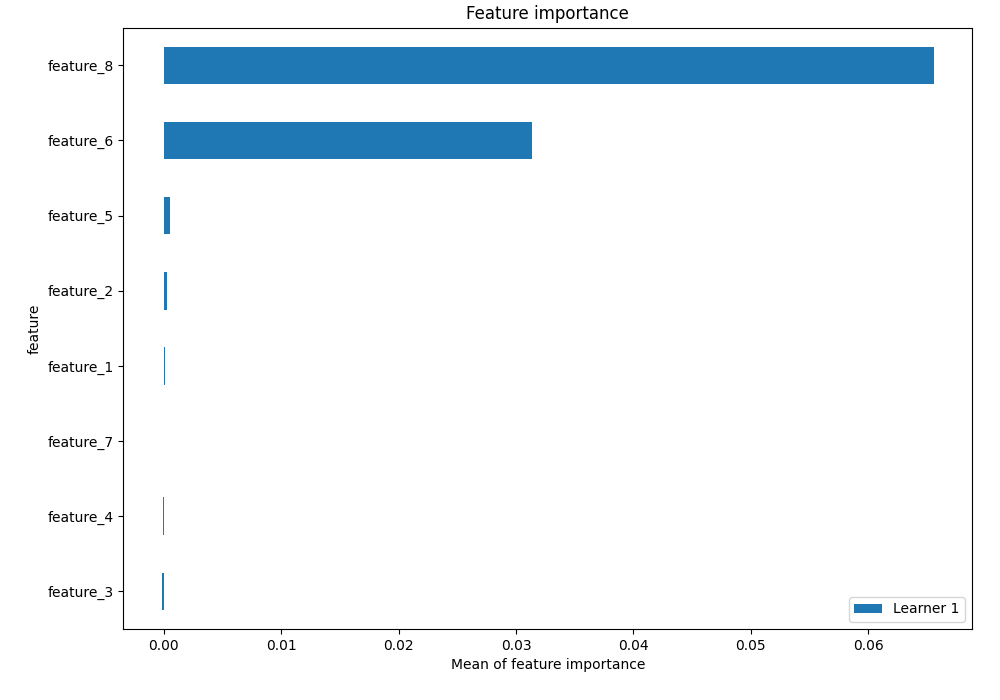 Feature importance
feature_8
feature_6
feature_5
feature_2
feature_1
feature_7
feature_4
feature_3
feature
Learner 1
0.00 0.01 0.02 0.03 0.04 0.05 0.06
Mean of feature importance